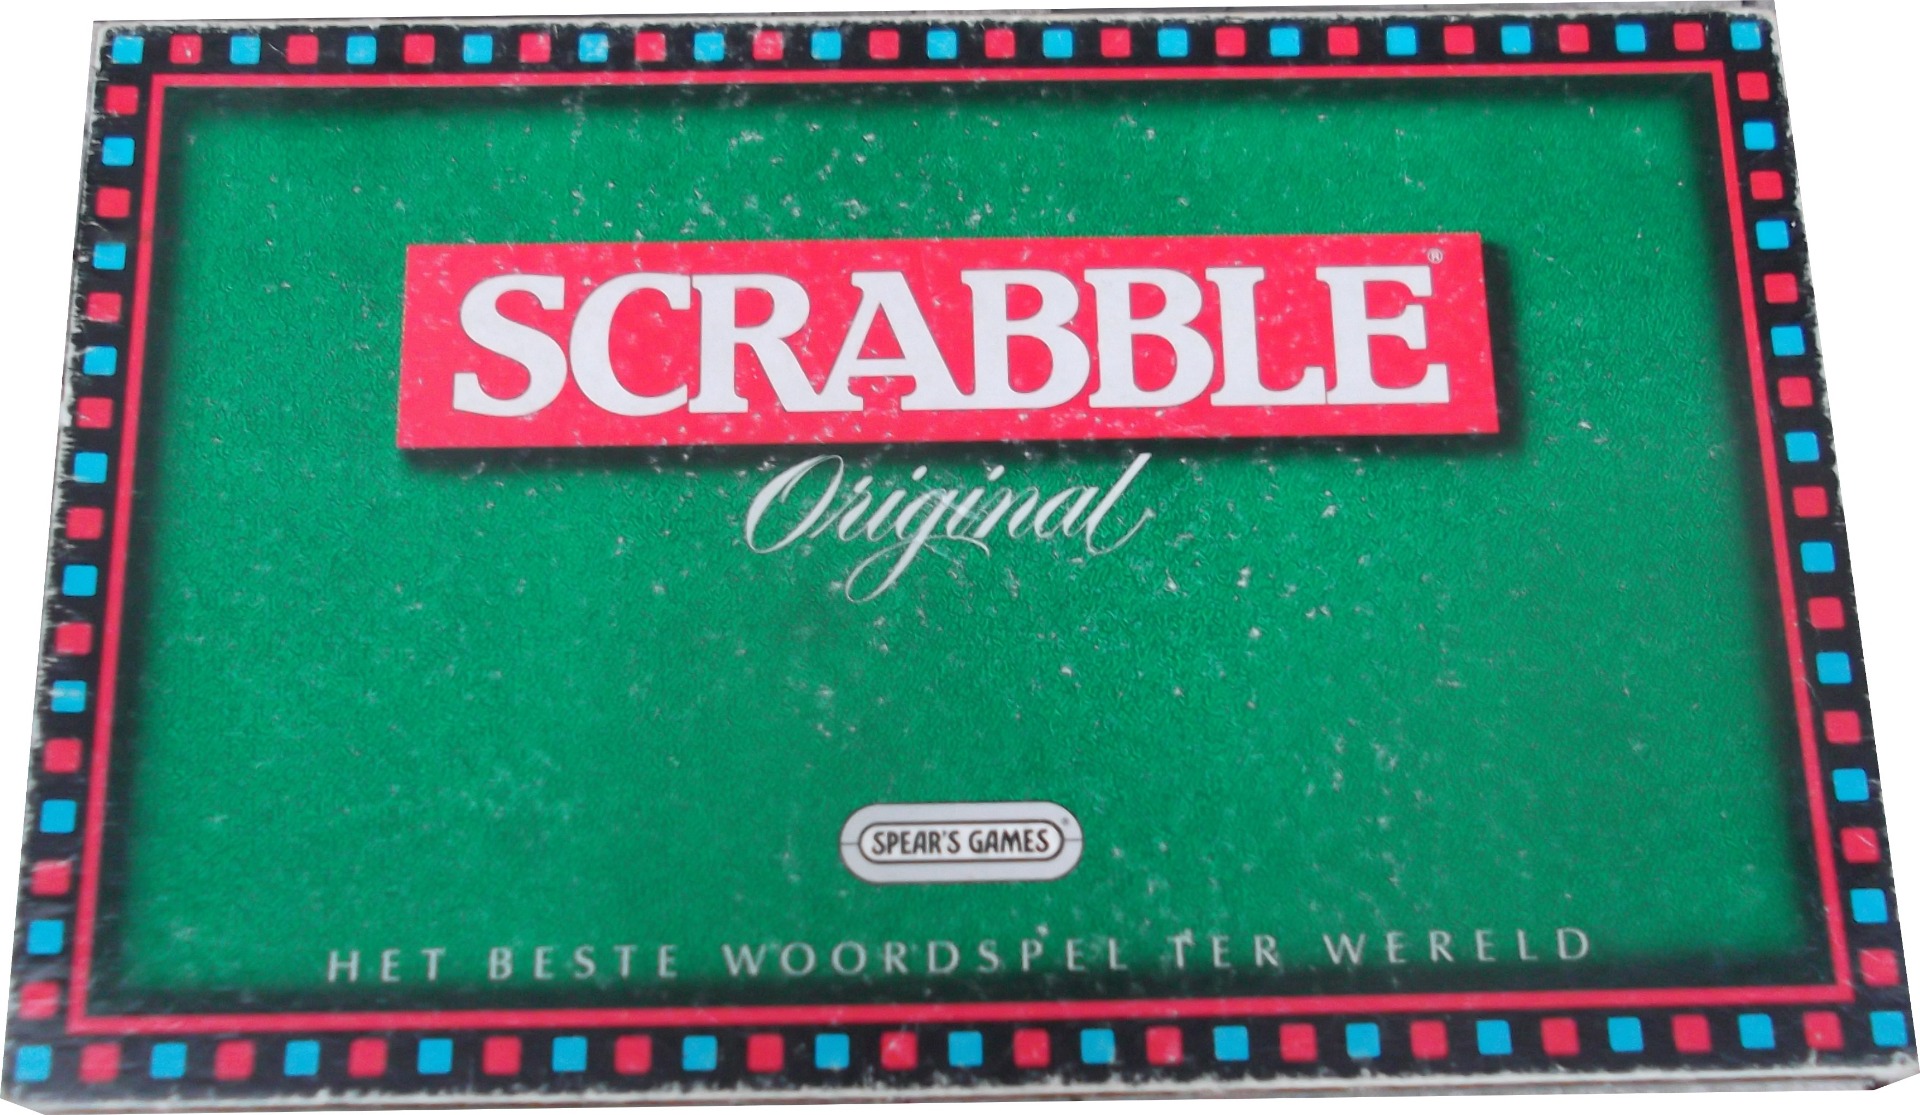 SCRABBLE®
Original
SPEAR'S GAMES®
HET BESTE WOORDSPEL TER WERELD